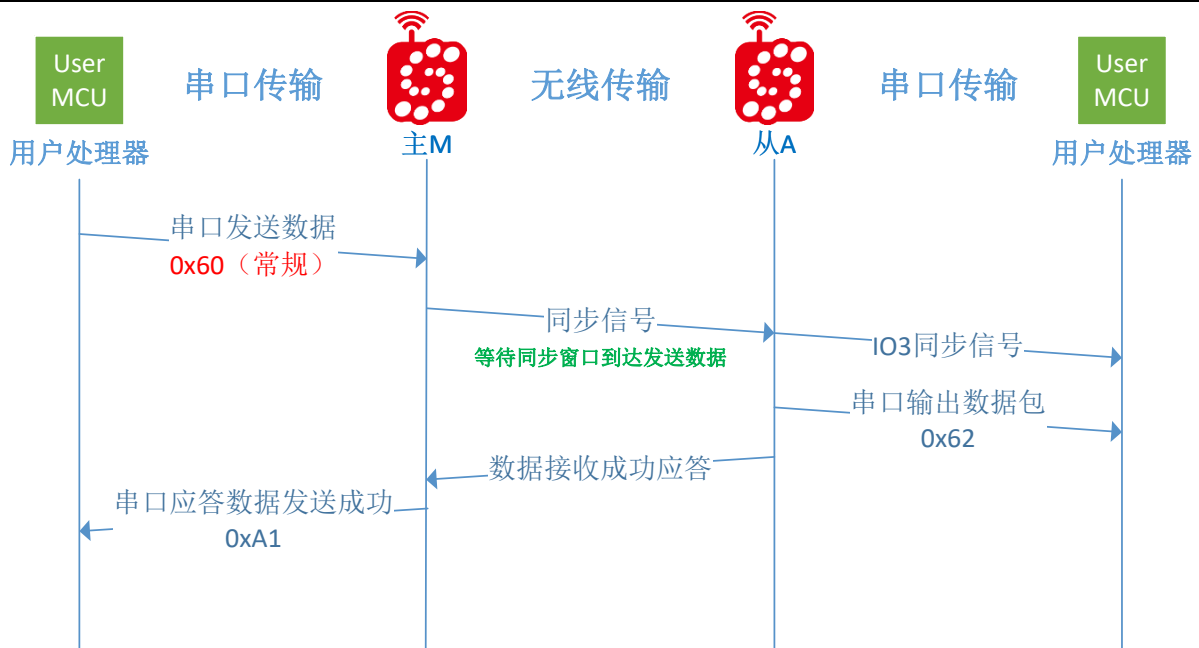 User
MCU
串口传输
无线传输
串口传输
User
MCU
用户处理器
主M
从A
用户处理器
串口发送数据
0x60（常规）
同步信号
等待同步窗口到达发送数据
IO3同步信号
串口输出数据包
0x62
数据接收成功应答
串口应答数据发送成功
0xA1